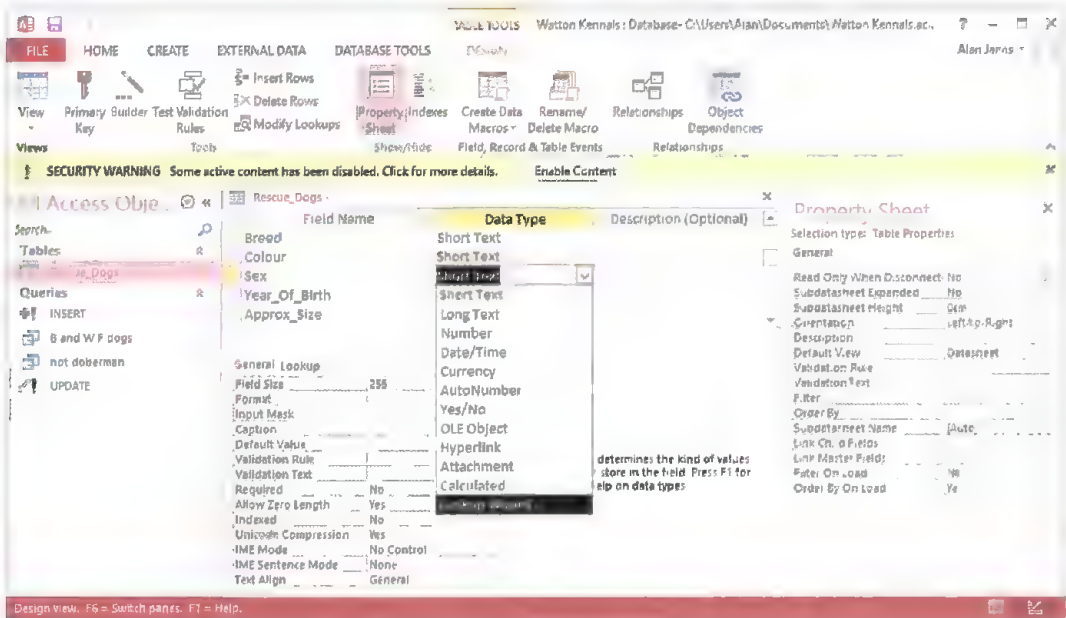 TABLE TOOLS Watton Kennals : Database- C:\Users\Alan\Documents\Watton Kennals.ac.. ?
FILE HOME CREATE EXTERNAL DATA DATABASE TOOLS DESIGN Alan Jarvis
View Primary Key Builder Test Validation Rules Insert Rows Delete Rows Modify Lookups Property Sheet Indexes Create Data Macros Rename/ Delete Macro Relationships Object Dependencies
Views Tools Show/Hide Field, Record & Table Events Relationships
SECURITY WARNING Some active content has been disabled. Click for more details. Enable Content
All Access Obje... «
Search..
Tables
Queries
INSERT
B and W F dogs
not doberman
UPDATE
Rescue_Dogs
Field Name Data Type Description (Optional)
Breed Short Text
Colour Short Text
Sex Short Text
Year_Of_Birth
Approx_Size
Short Text
Long Text
Number
Date/Time
Currency
AutoNumber
Yes/No
OLE Object
Hyperlink
Attachment
Calculated
General Lookup
Field Size 255
Format
Input Mask
Caption
Default Value
Validation Rule
Validation Text
Required No
Allow Zero Length Yes
Indexed No
Unicode Compression Yes
IME Mode No Control
IME Sentence Mode None
Text Align General
determines the kind of values
store in the field. Press F1 for
elp on data types
Property Sheet
Selection type: Table Properties
General
Read Only When Disconnect No
Subdatasheet Expanded No
Subdatasheet Height 0cm
Orientation Left-to-Right
Description
Default View Datasheet
Validation Rule
Validation Text
Filter
Order By
Subdatasheet Name [Auto
Link Child Fields
Link Master Fields
Filter On Load No
Order By On Load Ye
Design view. F6 = Switch panes. F1 = Help.